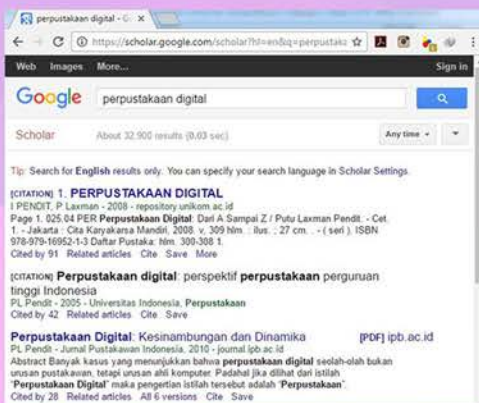 perpustakaan digital - G
https://scholar.google.com/scholar?hl=en&q=perpustaka
Web Images More... Sign in
Google perpustakaan digital
Scholar About 32.900 results (0,03 sec) Any time
Tip: Search for English results only. You can specify your search language in Scholar Settings.
[CITATION] 1. PERPUSTAKAAN DIGITAL
I PENDIT, P Laxman - 2008 - repository.unikom.ac.id
Page 1. 025.04 PER Perpustakaan Digital: Dari A Sampai Z / Putu Laxman Pendit. - Cet.
1. - Jakarta : Cita Karyakarsa Mandiri, 2008. v, 309 hlm. : ilus. ; 27 cm. . - ( seri ). ISBN
978-979-16952-1-3 Daftar Pustaka: hlm. 300-308 1.
Cited by 91 Related articles Cite Save More
[CITATION] Perpustakaan digital: perspektif perpustakaan perguruan
tinggi Indonesia
PL Pendit - 2005 - Universitas Indonesia, Perpustakaan
Cited by 42 Related articles Cite Save
Perpustakaan Digital: Kesinambungan dan Dinamika [PDF] ipb.ac.id
PL Pendit - Jurnal Pustakawan Indonesia, 2010 - journal.ipb.ac.id
Abstract Banyak kasus yang menunjukkan bahwa perpustakaan digital seolah-olah bukan
urusan pustakawan, tetapi urusan ahli komputer. Padahal jika dilihat dari istilah
"Perpustakaan Digital" maka pengertian istilah tersebut adalah "Perpustakaan".
Cited by 28 Related articles All 6 versions Cite Save